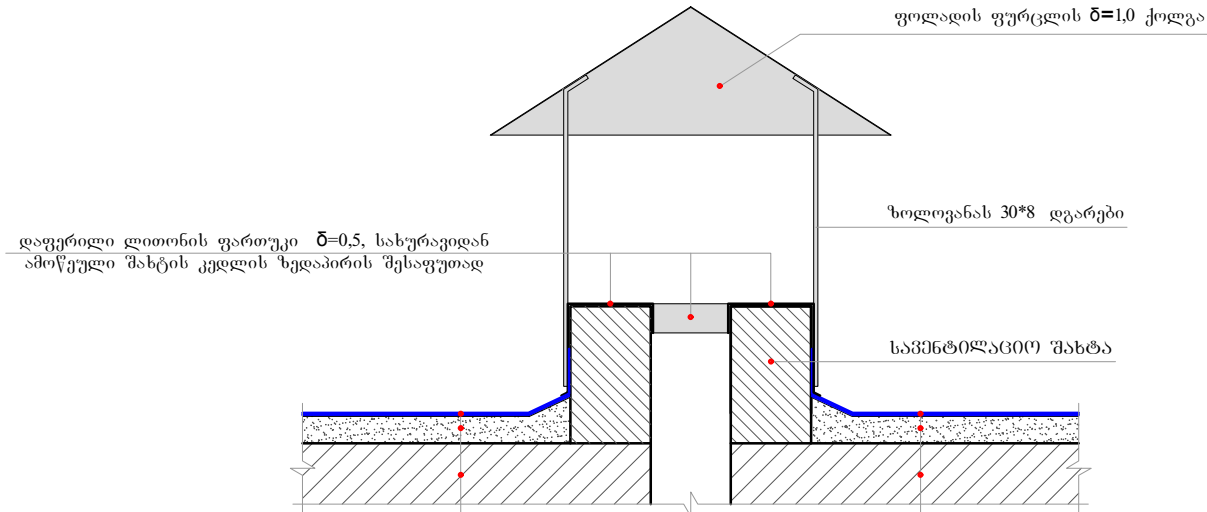 ფოლადის ფურცლის δ=1,0 ქოლგა
ზოლოვანას 30*8 დგარები
დაფერილი ლითონის ფართუკი δ=0,5, სახურავიდან
ამოწეული შახტის კედლის ზედაპირის შესაფუთად
სავენტილაციო შახტა